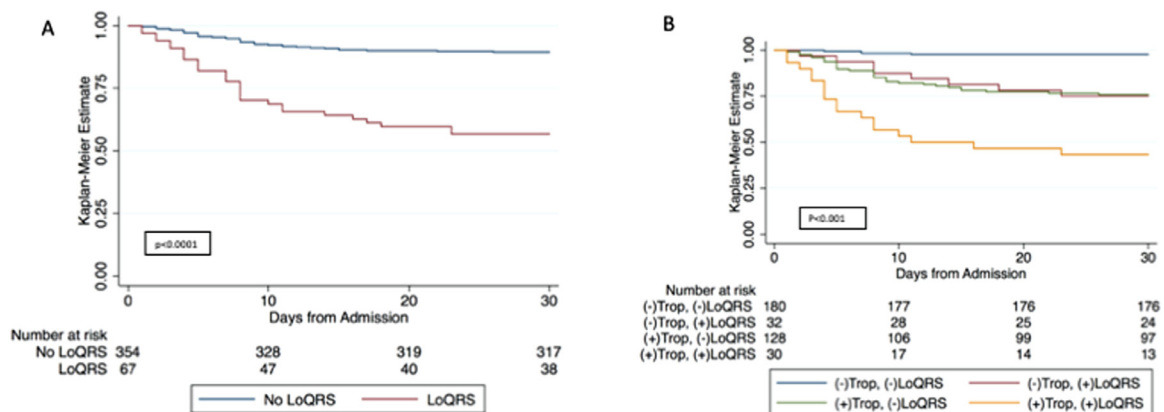 A
Kaplan-Meier Estimate
1.00
0.75
0.50
0.25
0.00
p<0.0001
0 10 20 30
Days from Admission
Number at risk
No LoQRS 354 328 319 317
LoQRS 67 47 40 38
No LoQRS LoQRS
B
Kaplan-Meier Estimate
1.00
0.75
0.50
0.25
0.00
P<0.001
0 10 20 30
Days from Admission
Number at risk
(-)Trop, (-)LoQRS 180 177 176 176
(-)Trop, (+)LoQRS 32 28 25 24
(+)Trop, (-)LoQRS 128 106 99 97
(+)Trop, (+)LoQRS 30 17 14 13
(-)Trop, (-)LoQRS (-)Trop, (+)LoQRS
(+)Trop, (-)LoQRS (+)Trop, (+)LoQRS